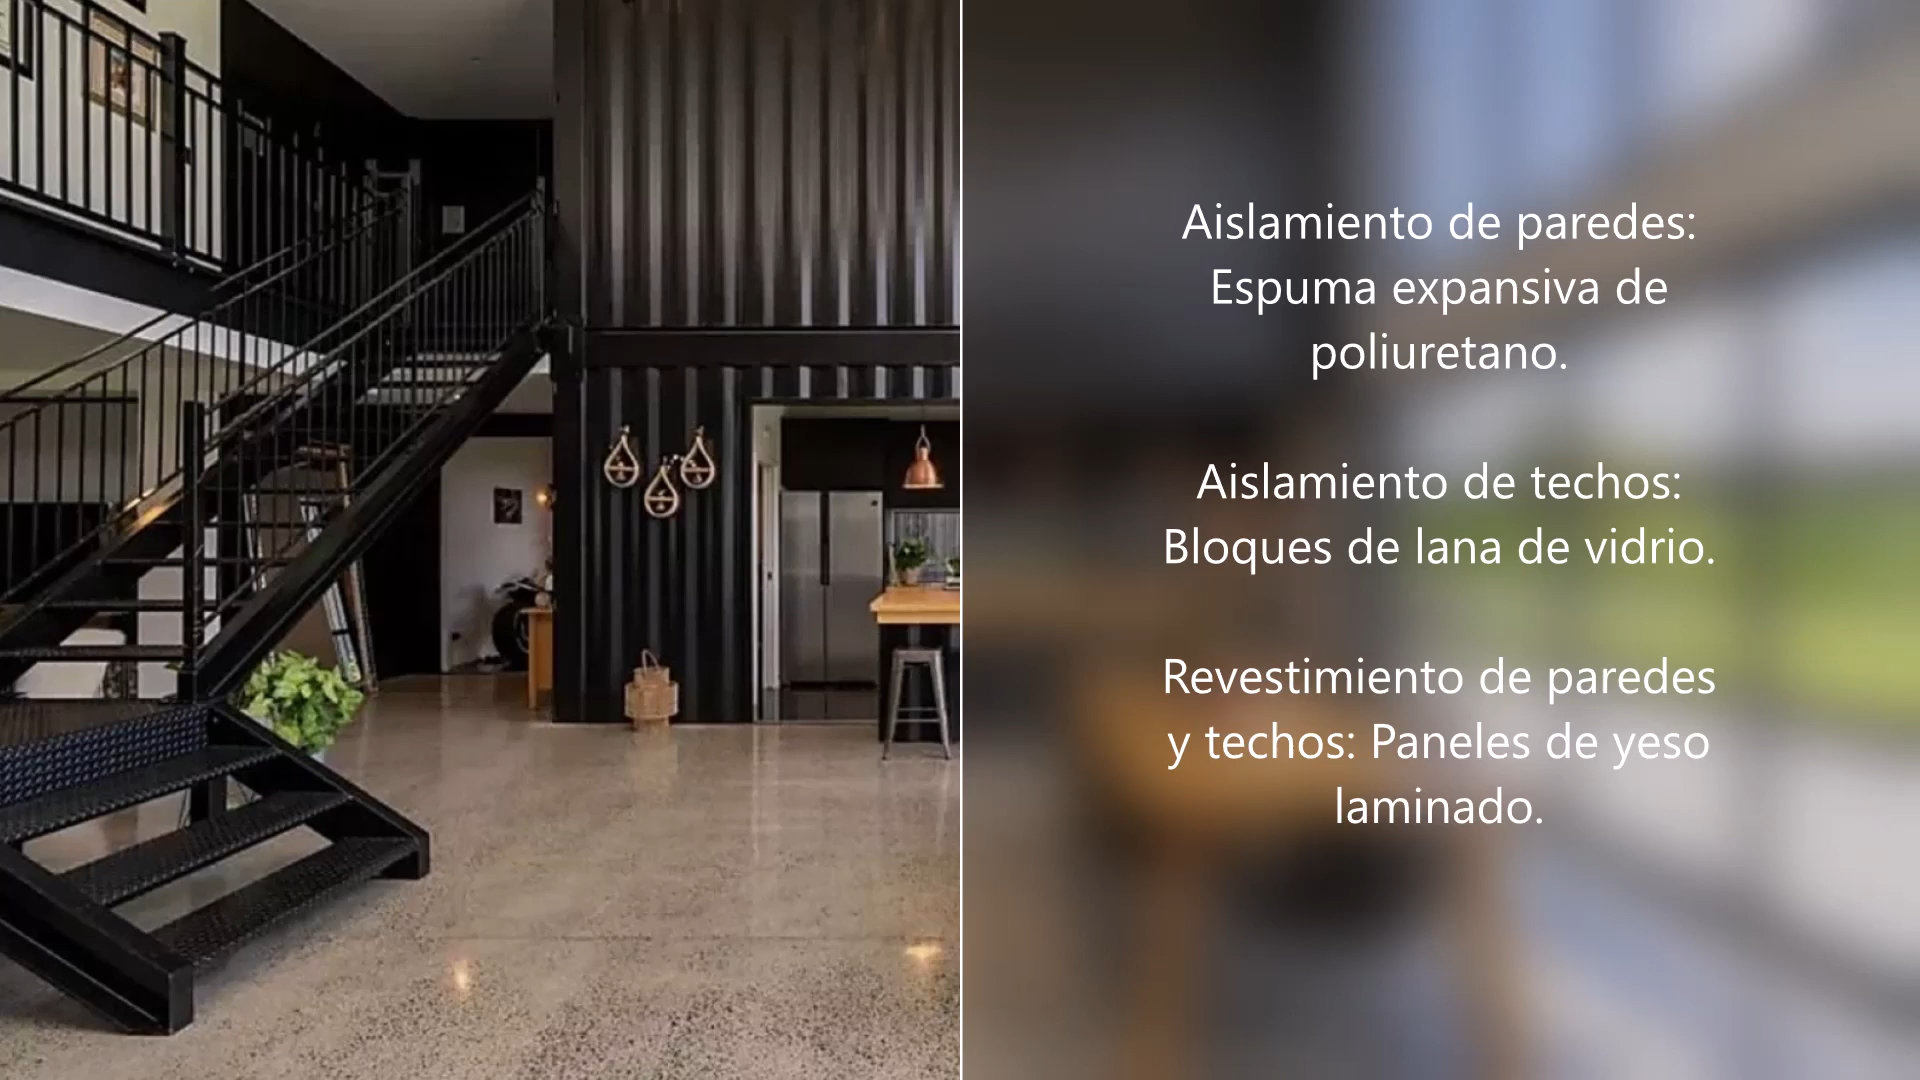 Aislamiento de paredes:
Espuma expansiva de
poliuretano.
Aislamiento de techos:
Bloques de lana de vidrio.
Revestimiento de paredes
y techos: Paneles de yeso
laminado.